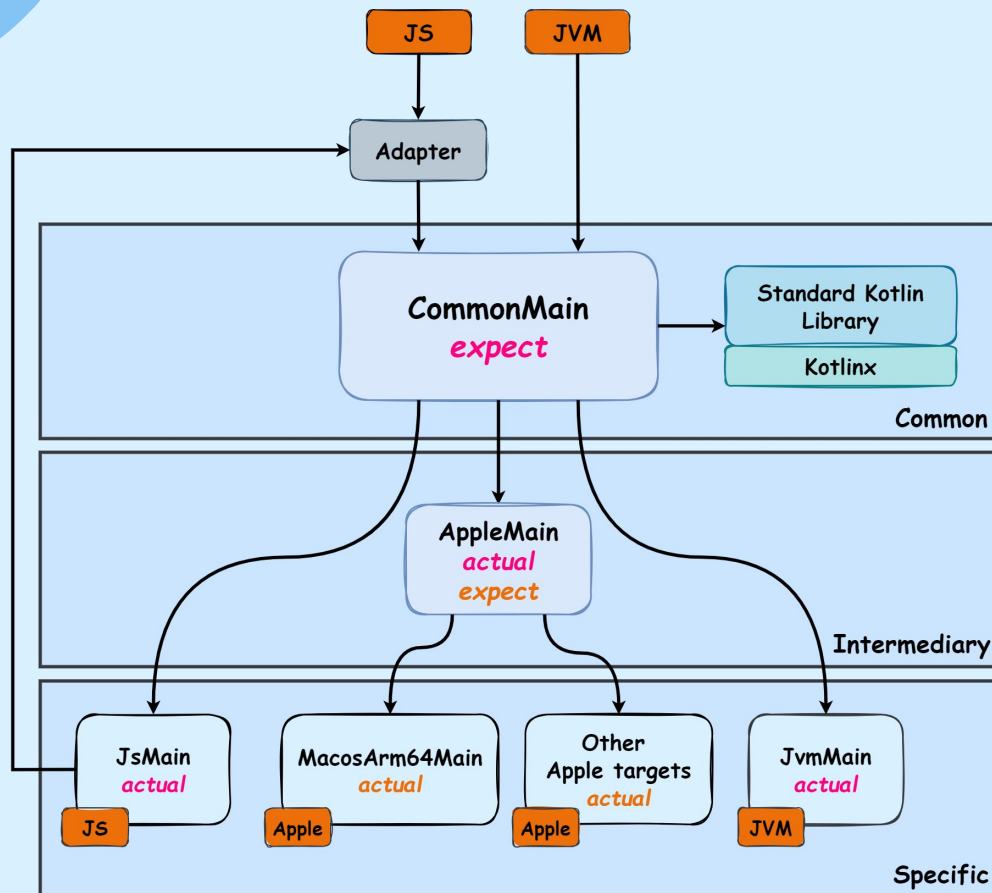 JS
JVM
Adapter
CommonMain
expect
Standard Kotlin
Library
Kotlinx
Common
AppleMain
actual
expect
Intermediary
JsMain
actual
JS
MacosArm64Main
actual
Apple
Other
Apple targets
actual
Apple
JvmMain
actual
JVM
Specific